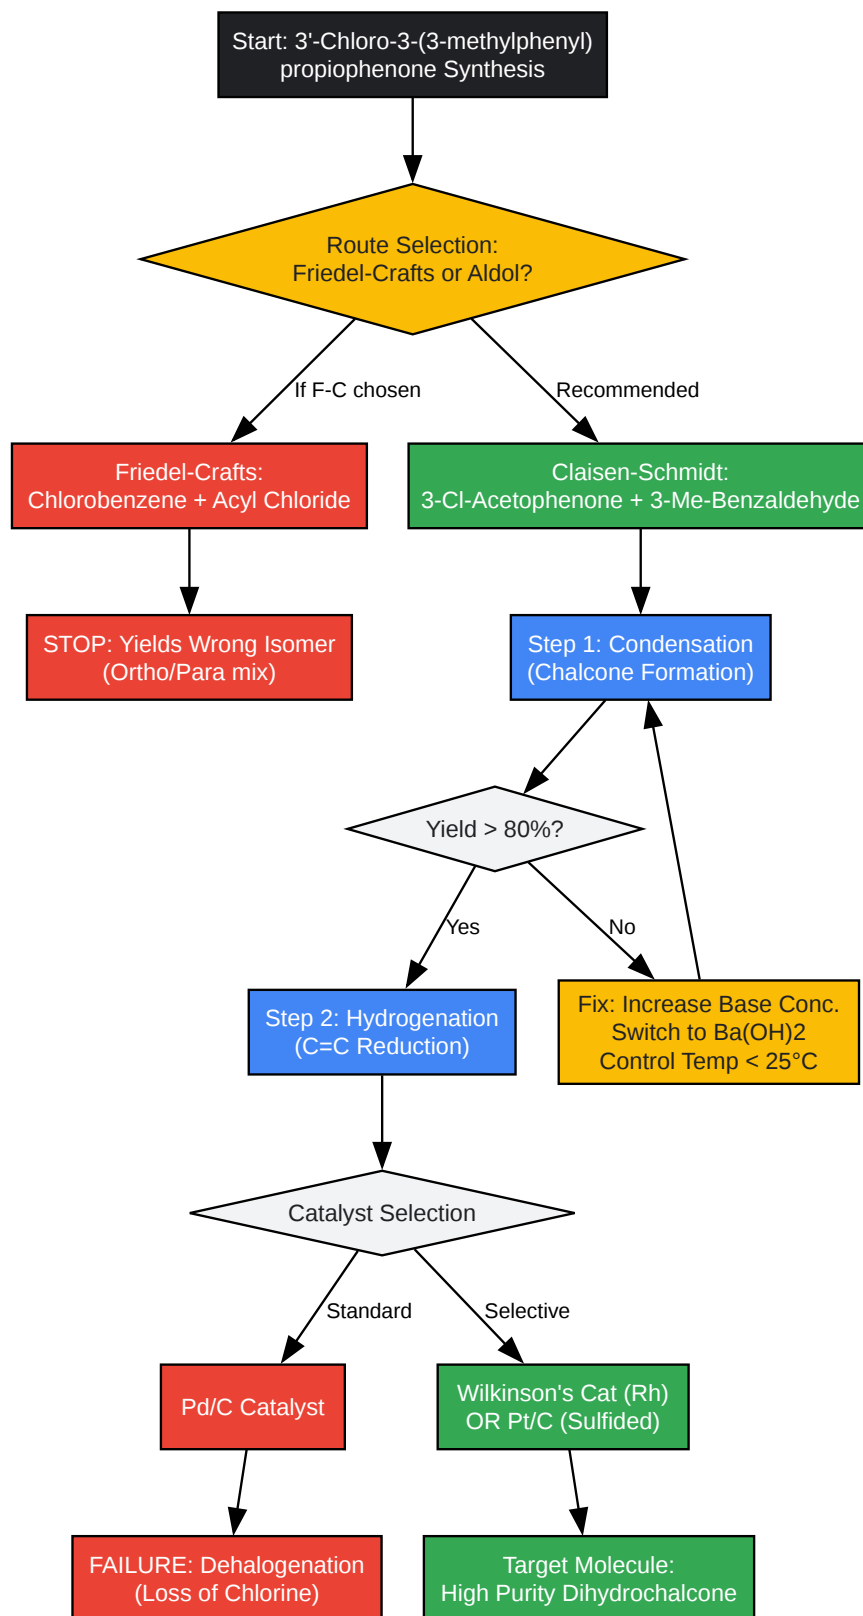 Start: 3'-Chloro-3-(3-methylphenyl)
propiophenone Synthesis
Route Selection:
Friedel-Crafts or Aldol?
If F-C chosen
Recommended
Friedel-Crafts:
Chlorobenzene + Acyl Chloride
Claisen-Schmidt:
3-Cl-Acetophenone + 3-Me-Benzaldehyde
STOP: Yields Wrong Isomer
(Ortho/Para mix)
Step 1: Condensation
(Chalcone Formation)
Yield > 80%?
Yes
No
Step 2: Hydrogenation
(C=C Reduction)
Fix: Increase Base Conc.
Switch to Ba(OH)2
Control Temp < 25°C
Catalyst Selection
Standard
Selective
Pd/C Catalyst
Wilkinson's Cat (Rh)
OR Pt/C (Sulfided)
FAILURE: Dehalogenation
(Loss of Chlorine)
Target Molecule:
High Purity Dihydrochalcone